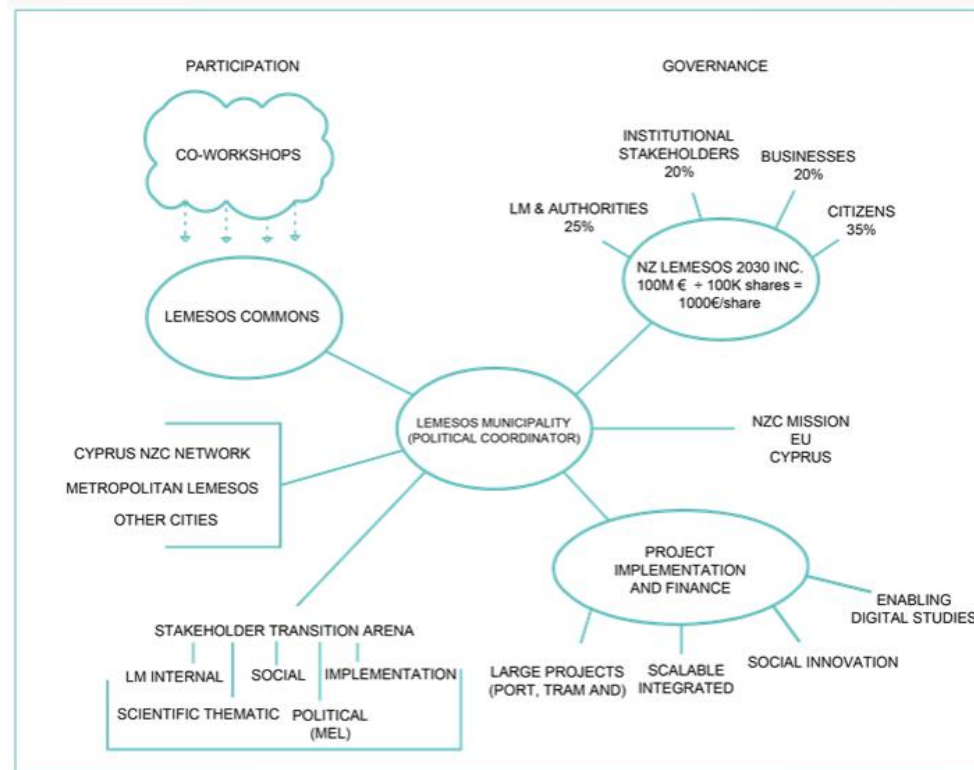 PARTICIPATION
GOVERNANCE
CO-WORKSHOPS
INSTITUTIONAL
STAKEHOLDERS
20%
BUSINESSES
20%
LM & AUTHORITIES
25%
CITIZENS
35%
NZ LEMESOS 2030 INC.
100M € ÷ 100K shares =
1000€/share
LEMESOS COMMONS
LEMESOS MUNICIPALITY
(POLITICAL COORDINATOR)
NZC MISSION
EU
CYPRUS
CYPRUS NZC NETWORK
METROPOLITAN LEMESOS
OTHER CITIES
PROJECT
IMPLEMENTATION
AND FINANCE
ENABLING
DIGITAL STUDIES
STAKEHOLDER TRANSITION ARENA
LM INTERNAL
SOCIAL
IMPLEMENTATION
SCIENTIFIC THEMATIC
POLITICAL
(MEL)
LARGE PROJECTS
(PORT, TRAM AND)
SCALABLE
INTEGRATED
SOCIAL INNOVATION